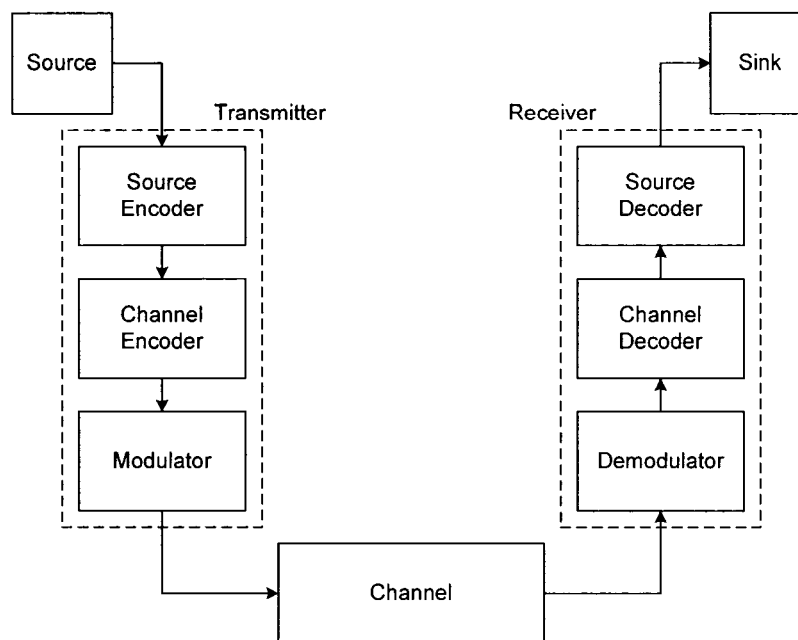 Source
Transmitter
Source
Encoder
Channel
Encoder
Modulator
Channel
Receiver
Demodulator
Channel
Decoder
Source
Decoder
Sink